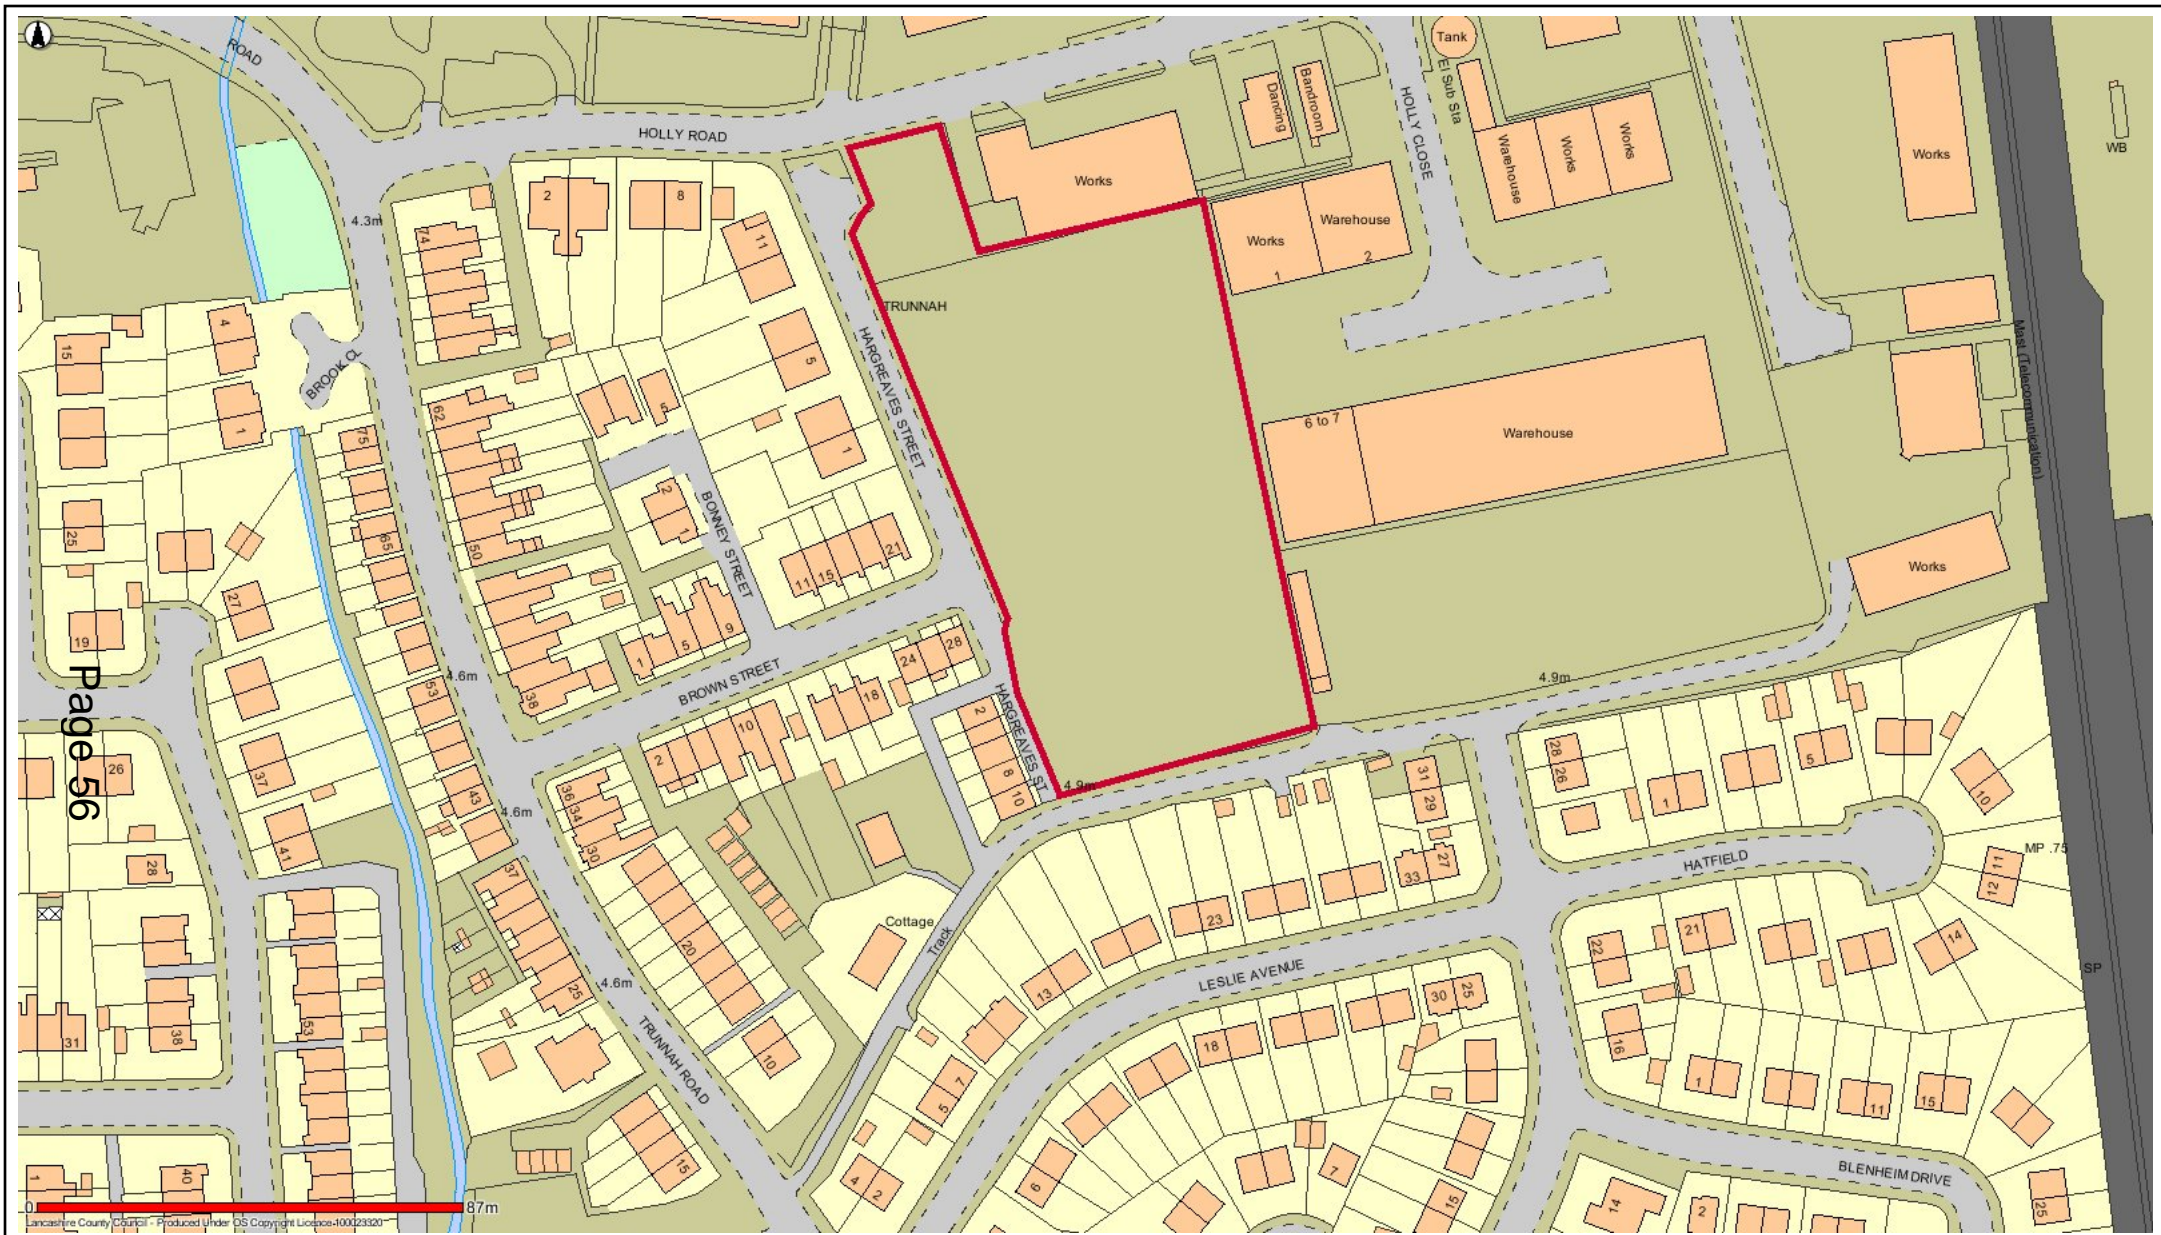 ROAD
HOLLY ROAD
Tank
El Sub Sta
HOLLY CLOSE
Dancing
Bandroom
Works
Warehouse
Works
Works
Works
WB
Works
1
Warehouse
2
4.3m
2
8
74
11
TRUNNAH
HARGREAVES STREET
5
1
4
1
15
BROOK CL
62
5
75
Mast (Telecommunication)
6 to 7
Warehouse
2
1
BONNEY STREET
50
65
25
27
19
11
15
21
Works
1
5
9
BROWN STREET
24
28
38
4.6m
53
18
10
2
HARGREAVES ST
2
8
10
4.9m
4.9m
Page 56
26
37
43
4.6m
36
34
30
28
26
1
5
10
31
29
27
33
41
28
37
HATFIELD
MP .75
11
12
20
Cottage
Track
23
13
LESLIE AVENUE
22
21
14
SP
30
25
53
25
4.6m
31
38
TRUNNAH ROAD
10
7
5
18
16
1
11
15
15
4
2
6
7
15
BLENHEIM DRIVE
14
2
25
1
40
0
87m
Lancashire County Council - Produced Under OS Copyright Licence 100023320